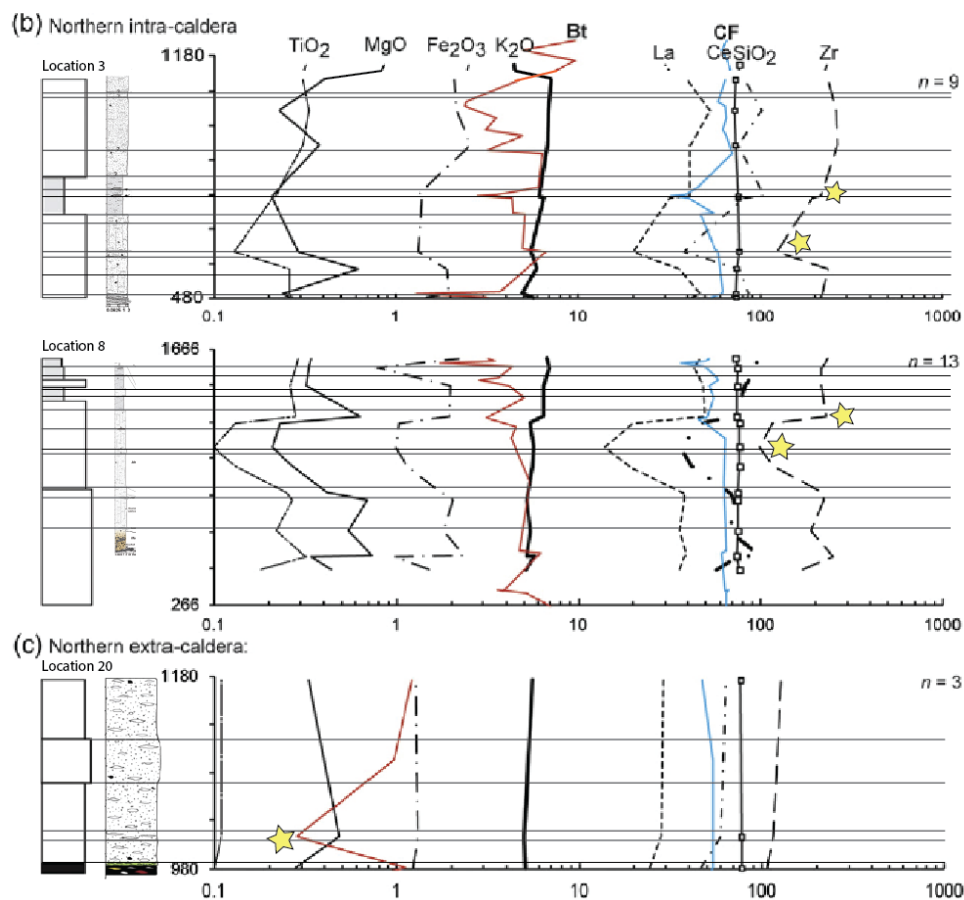 (b) Northern intra-caldera
Bt
CF
TiO2 MgO Fe2O3 K2O La CeSiO2 Zr
1180
Location 3
n = 9
480
0.1 1 10 100 1000
Location 8
1666
n = 13
266
0.1 1 10 100 1000
(c) Northern extra-caldera:
Location 20
1180
n = 3
980
0.1 1 10 100 1000